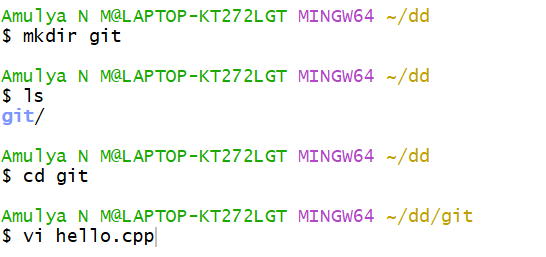 Amulya N M@LAPTOP-KT272LGT MINGW64 ~/dd
$ mkdir git
Amulya N M@LAPTOP-KT272LGT MINGW64 ~/dd
$ ls
git/
Amulya N M@LAPTOP-KT272LGT MINGW64 ~/dd
$ cd git
Amulya N M@LAPTOP-KT272LGT MINGW64 ~/dd/git
$ vi hello.cpp